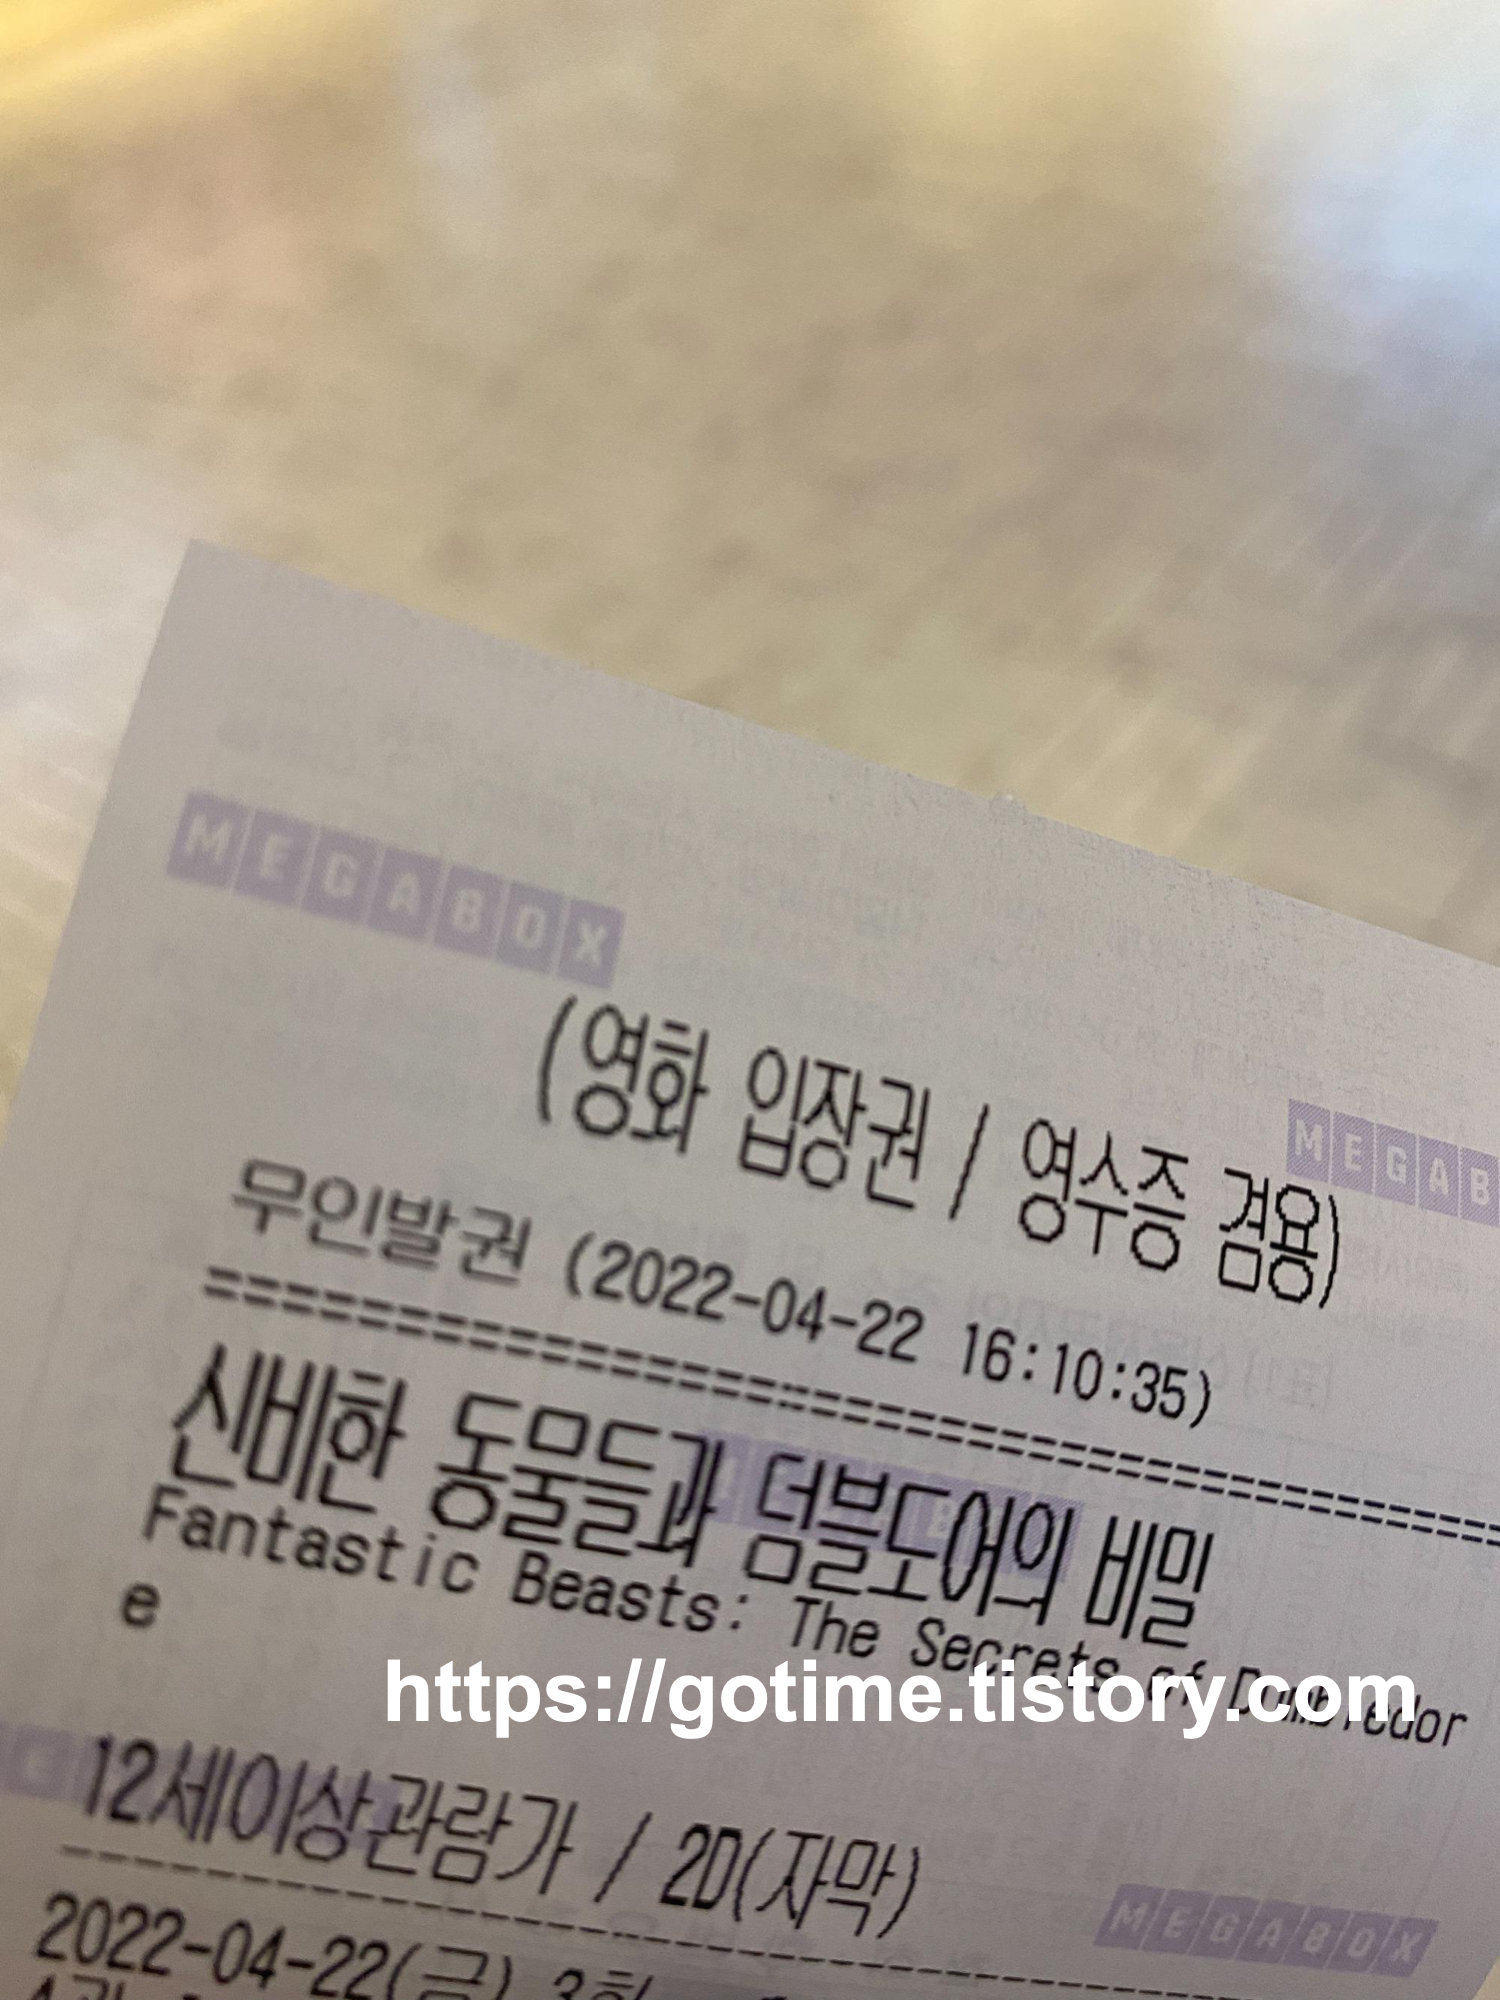 MEGABOX
(영화 입장권 / 영수증 겸용)
MEGAB
무인발권 (2022-04-22 16:10:35)
==============================
신비한 동물들과 덤블도어의 비밀
Fantastic Beasts: The Secrets of Dumbledor
e
https://gotime.tistory.com
12세이상관람가 / 2D(자막)
MEGABOX
2022-04-22(금) 3회